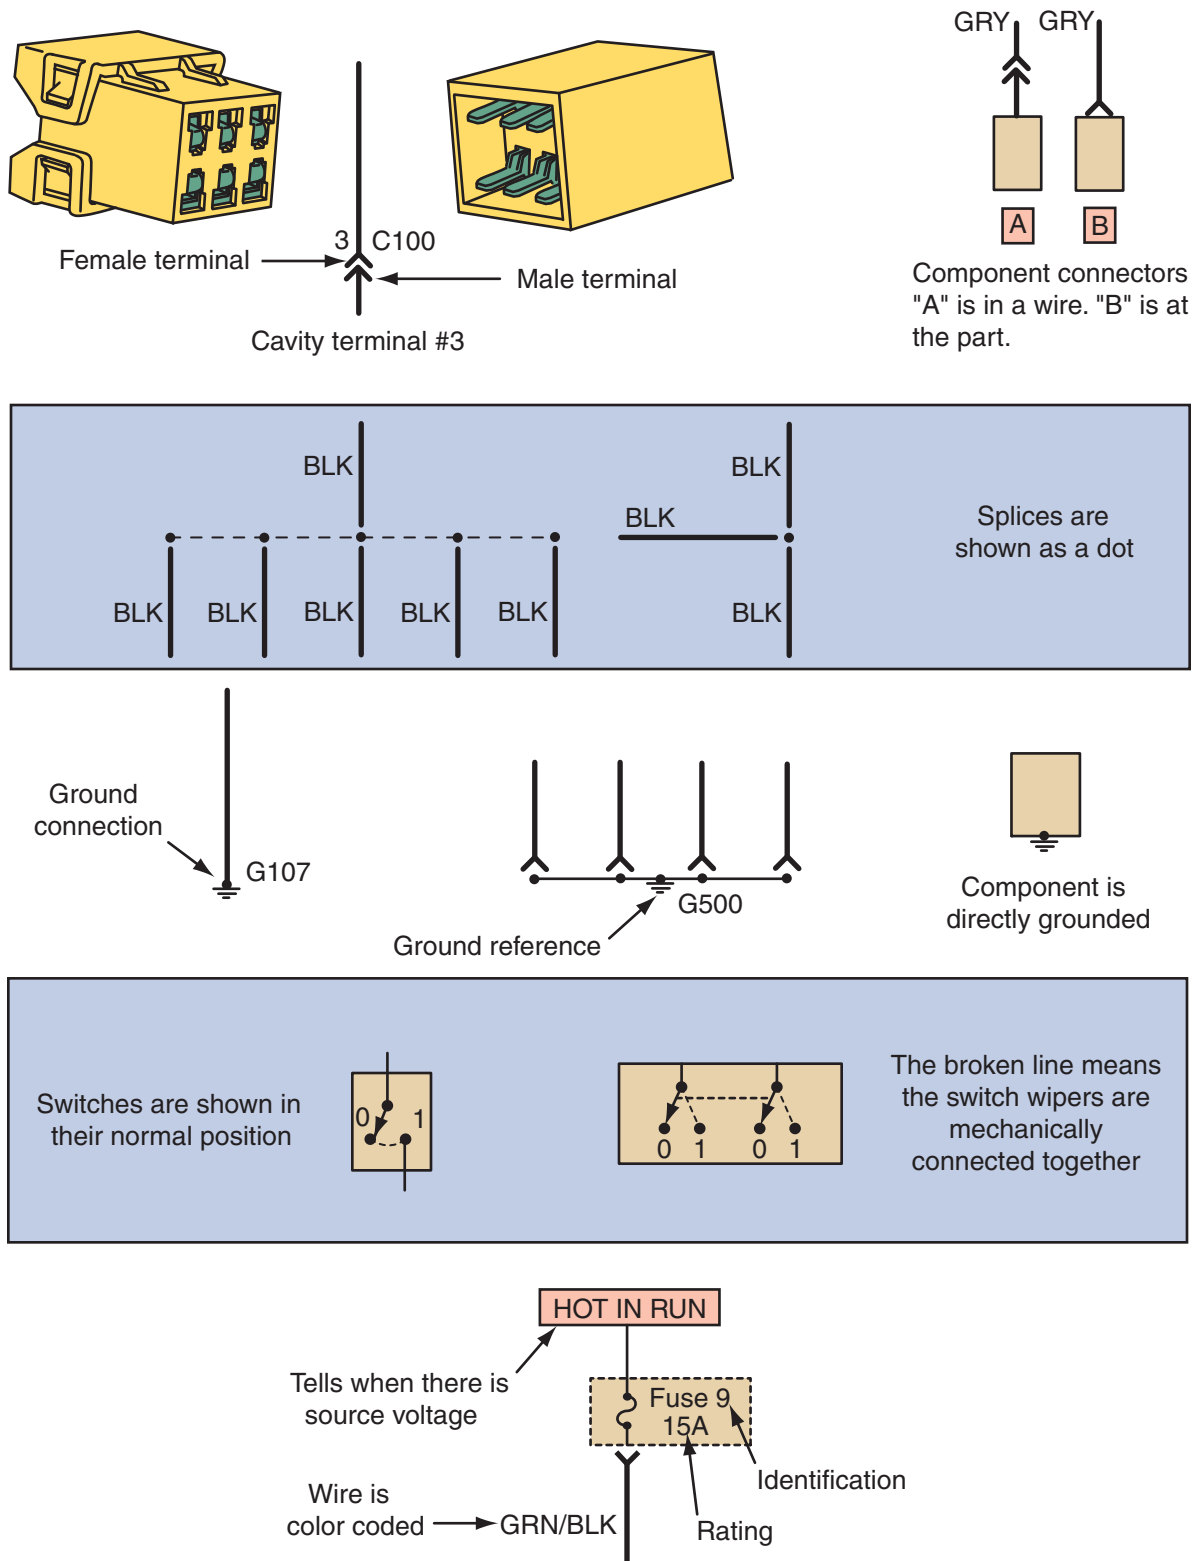 GRY GRY
A B
Component connectors
"A" is in a wire. "B" is at
the part.
3 C100
Female terminal
Male terminal
Cavity terminal #3
BLK
BLK
BLK
BLK
BLK
BLK
BLK
BLK
BLK
BLK
Splices are
shown as a dot
Ground
connection
G107
G500
Ground reference
Component is
directly grounded
Switches are shown in
their normal position
0 1
0 1 0 1
The broken line means
the switch wipers are
mechanically
connected together
HOT IN RUN
Tells when there is
source voltage
Fuse 9
15A
Identification
Rating
Wire is
color coded
GRN/BLK